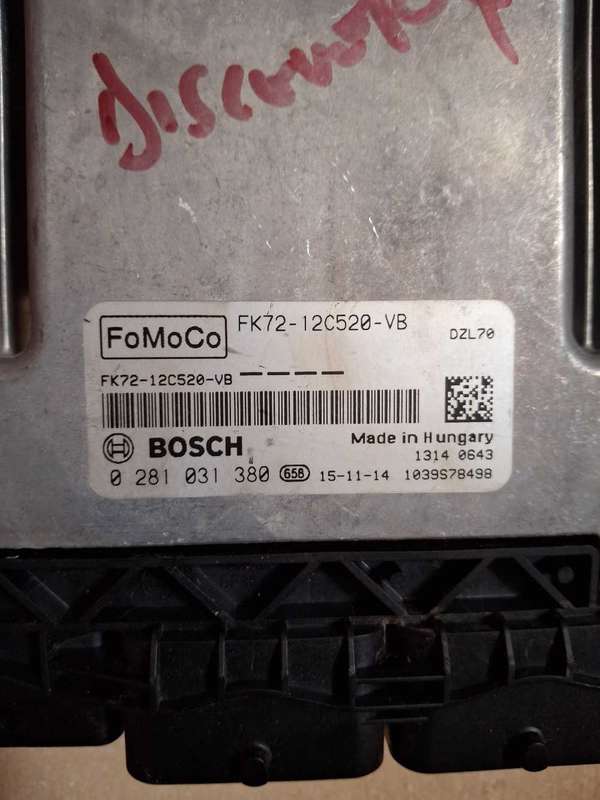 Discovery
FoMoCo FK72-12C520-VB DZL70
FK72-12C520-VB ————
BOSCH Made in Hungary
1314 0643
0 281 031 380 658 15-11-14 1039S78498